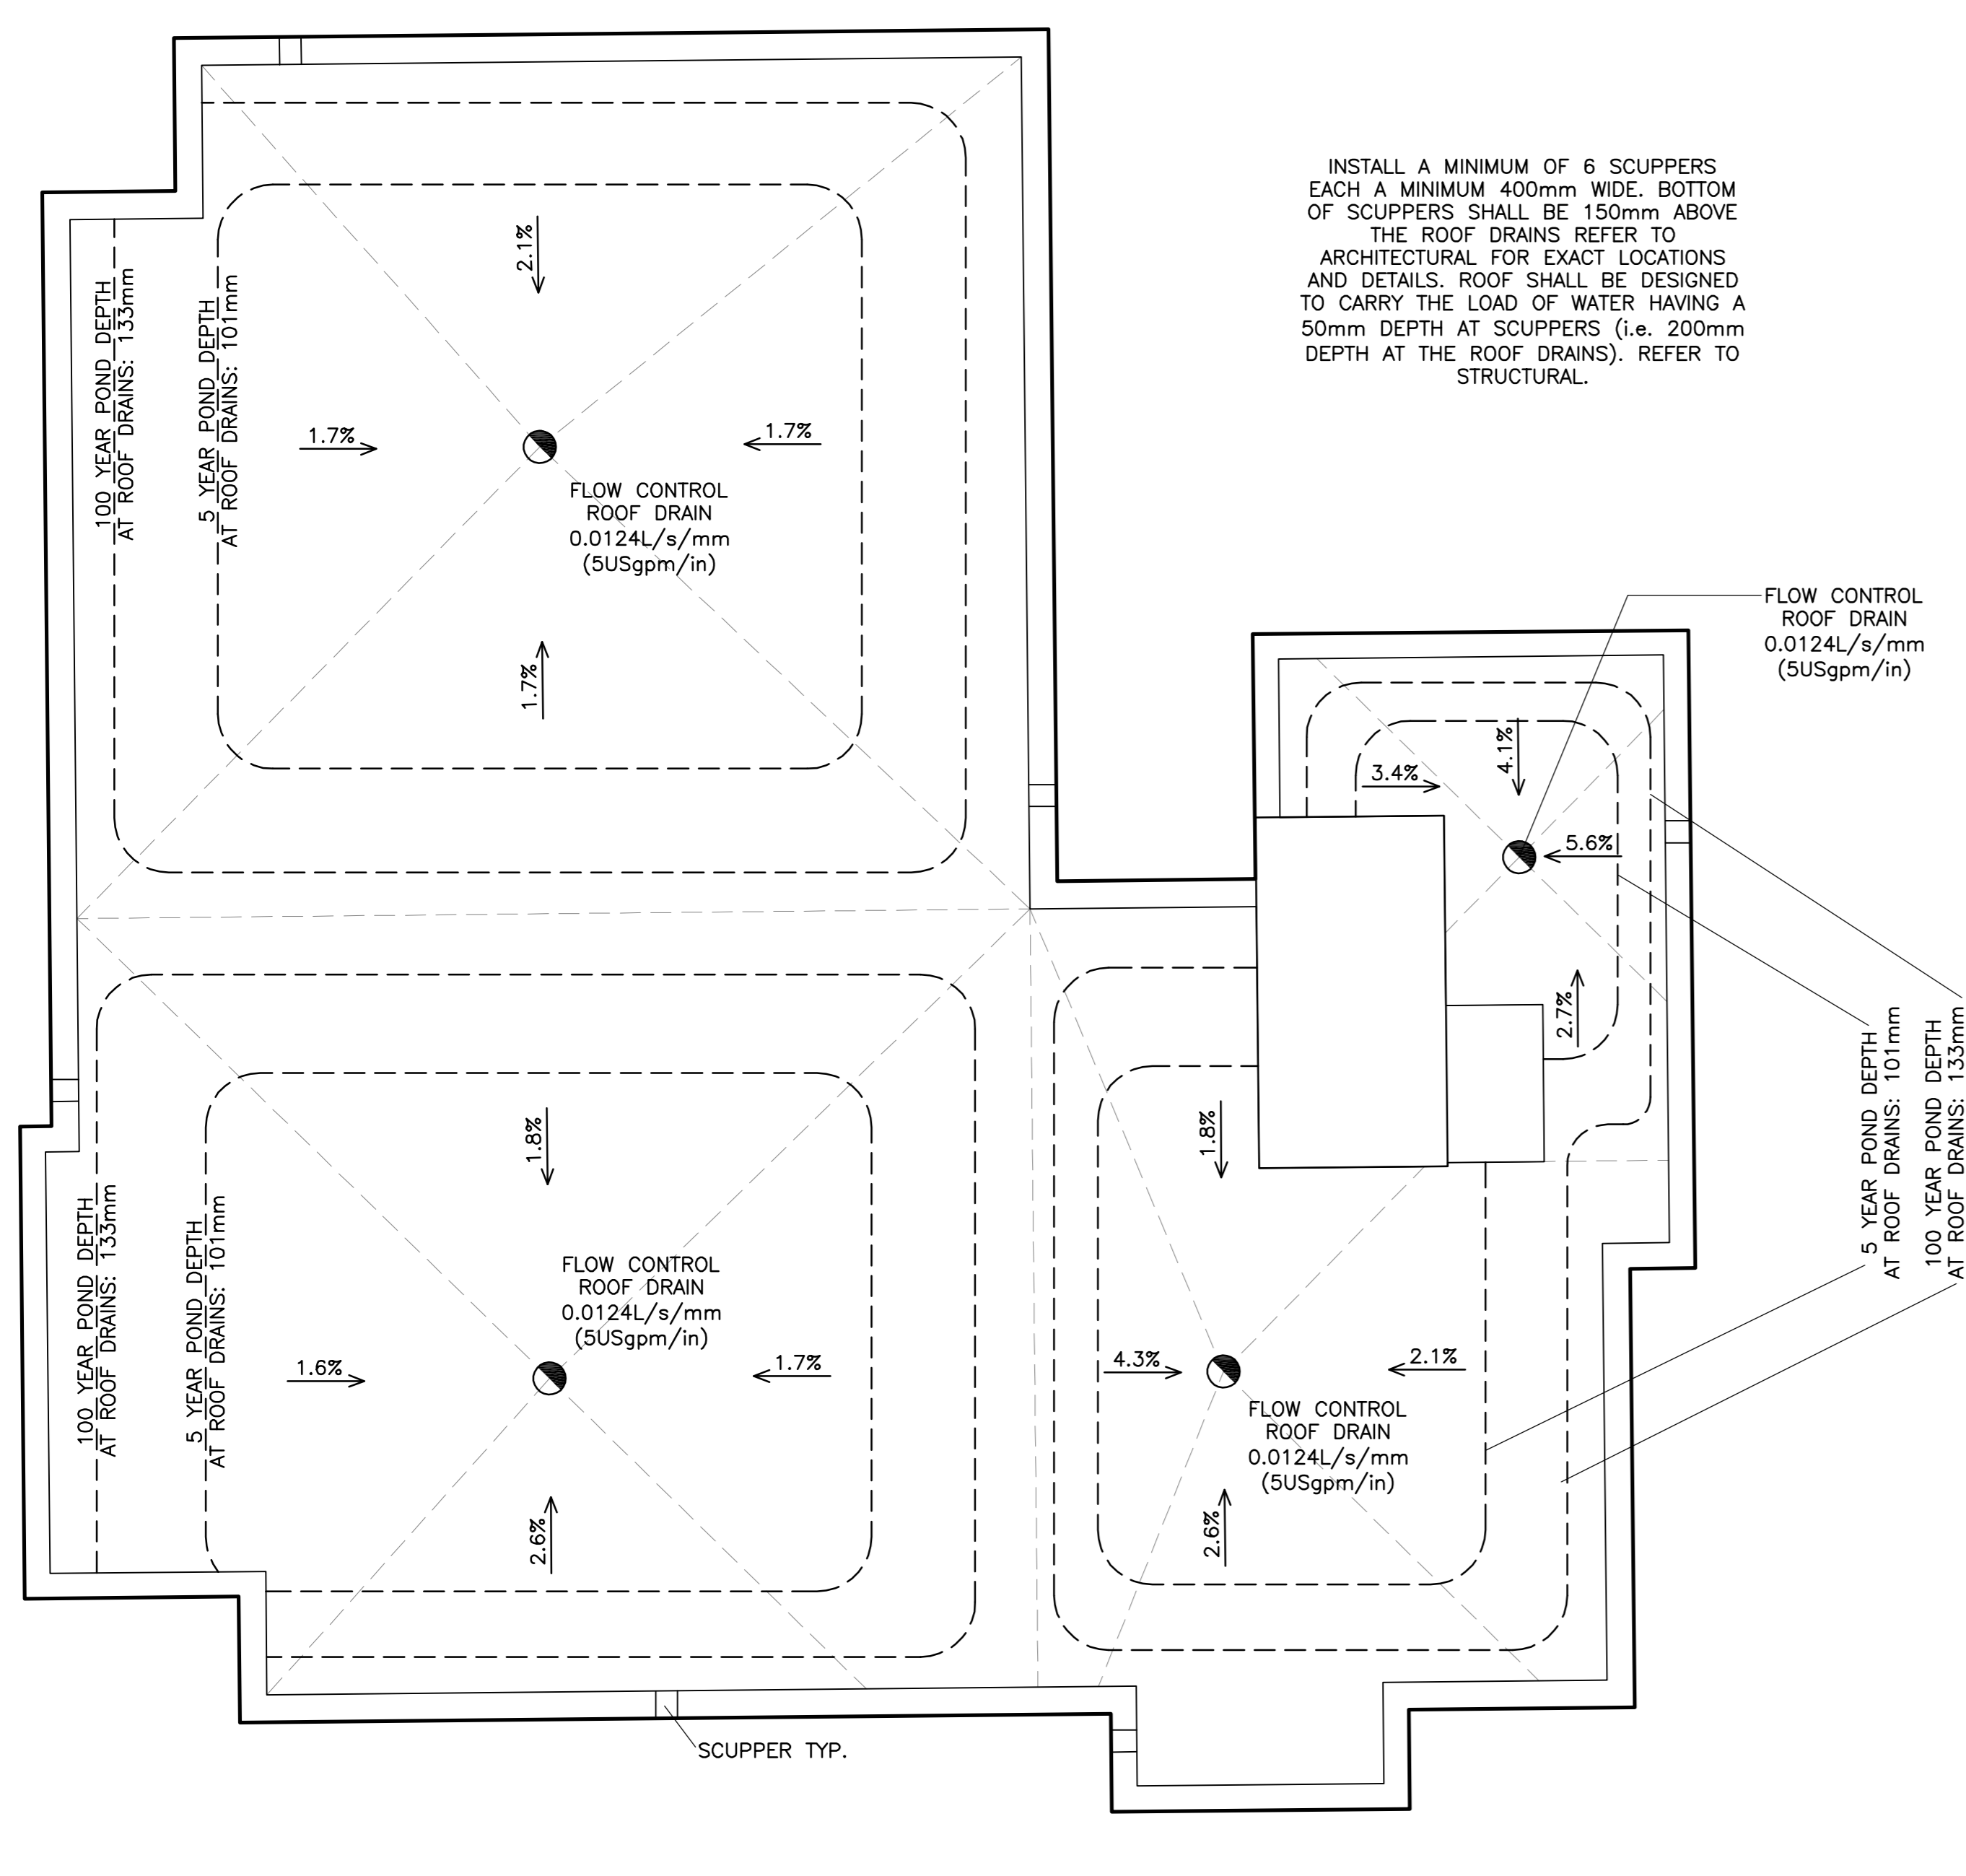 INSTALL A MINIMUM OF 6 SCUPPERS
EACH A MINIMUM 400mm WIDE. BOTTOM
OF SCUPPERS SHALL BE 150mm ABOVE
THE ROOF DRAINS REFER TO
ARCHITECTURAL FOR EXACT LOCATIONS
AND DETAILS. ROOF SHALL BE DESIGNED
TO CARRY THE LOAD OF WATER HAVING A
50mm DEPTH AT SCUPPERS (i.e. 200mm
DEPTH AT THE ROOF DRAINS). REFER TO
STRUCTURAL.
100 YEAR POND DEPTH
AT ROOF DRAINS: 133mm
5 YEAR POND DEPTH
AT ROOF DRAINS: 101mm
2.1%
1.7%
1.7%
FLOW CONTROL
ROOF DRAIN
0.0124L/s/mm
(5USgpm/in)
1.7%
FLOW CONTROL
ROOF DRAIN
0.0124L/s/mm
(5USgpm/in)
4.1%
3.4%
5.6%
2.7%
100 YEAR POND DEPTH
AT ROOF DRAINS: 133mm
5 YEAR POND DEPTH
AT ROOF DRAINS: 101mm
1.8%
FLOW CONTROL
ROOF DRAIN
0.0124L/s/mm
(5USgpm/in)
1.6%
1.7%
2.6%
1.8%
4.3%
2.1%
FLOW CONTROL
ROOF DRAIN
0.0124L/s/mm
(5USgpm/in)
2.6%
5 YEAR POND DEPTH
AT ROOF DRAINS: 101mm
100 YEAR POND DEPTH
AT ROOF DRAINS: 133mm
SCUPPER TYP.